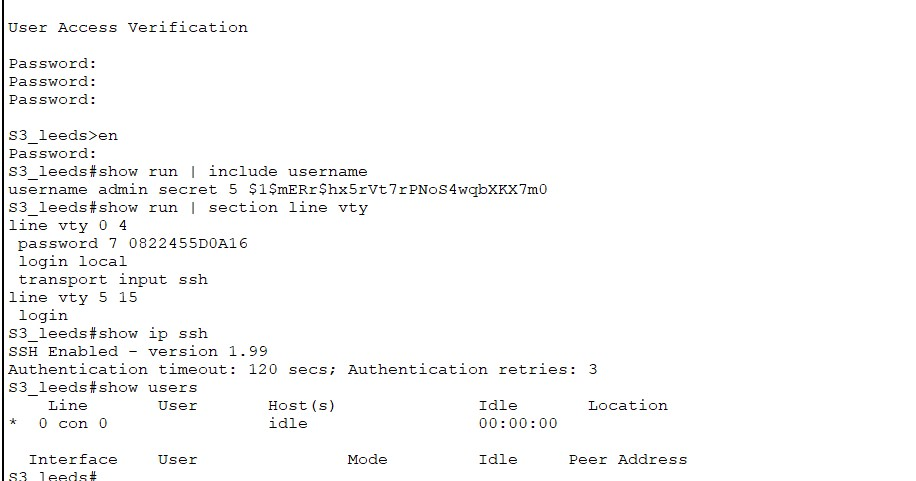 User Access Verification
Password:
Password:
Password:
S3_leeds>en
Password:
S3_leeds#show run | include username
username admin secret 5 $1$mERr$hx5rVt7rPNoS4wqbXKX7m0
S3_leeds#show run | section line vty
line vty 0 4
password 7 0822455D0A16
login local
transport input ssh
line vty 5 15
login
S3_leeds#show ip ssh
SSH Enabled - version 1.99
Authentication timeout: 120 secs; Authentication retries: 3
S3_leeds#show users
Line User Host(s) Idle Location
* 0 con 0 idle 00:00:00
Interface User Mode Idle Peer Address
S3_leeds#